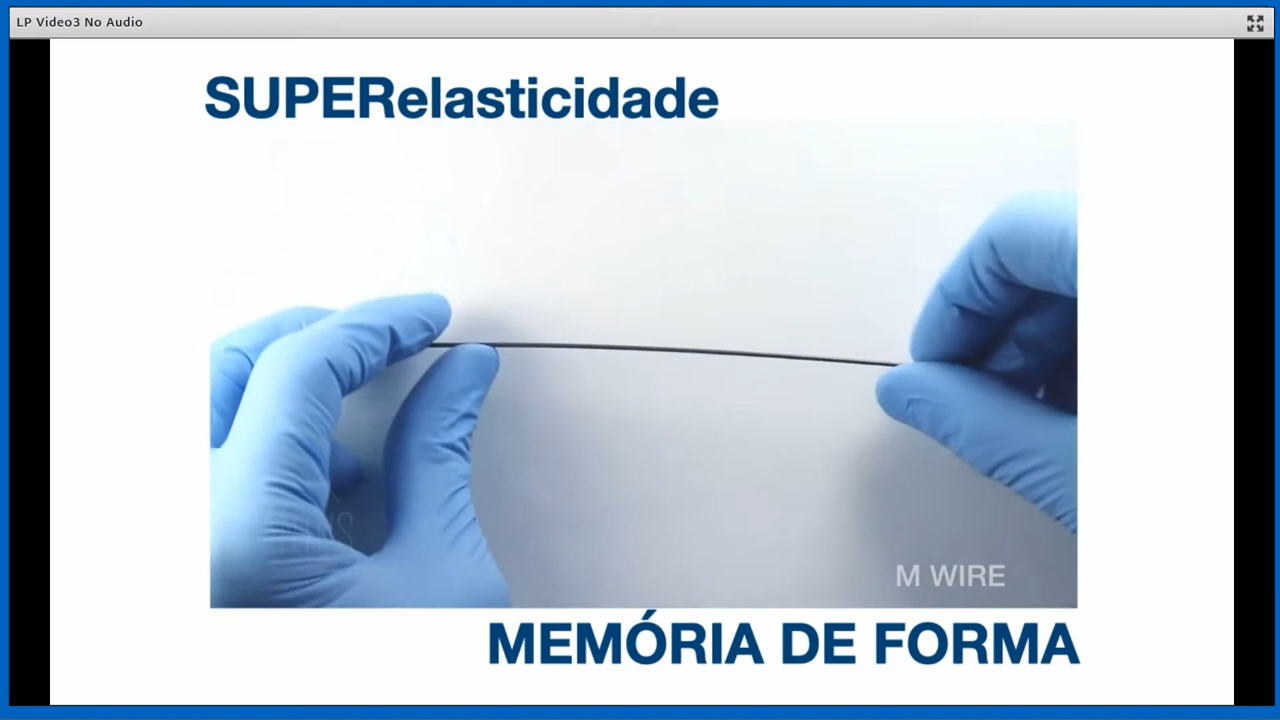 LP Video3 No Audio
SUPERelasticidade
M WIRE
MEMÓRIA DE FORMA